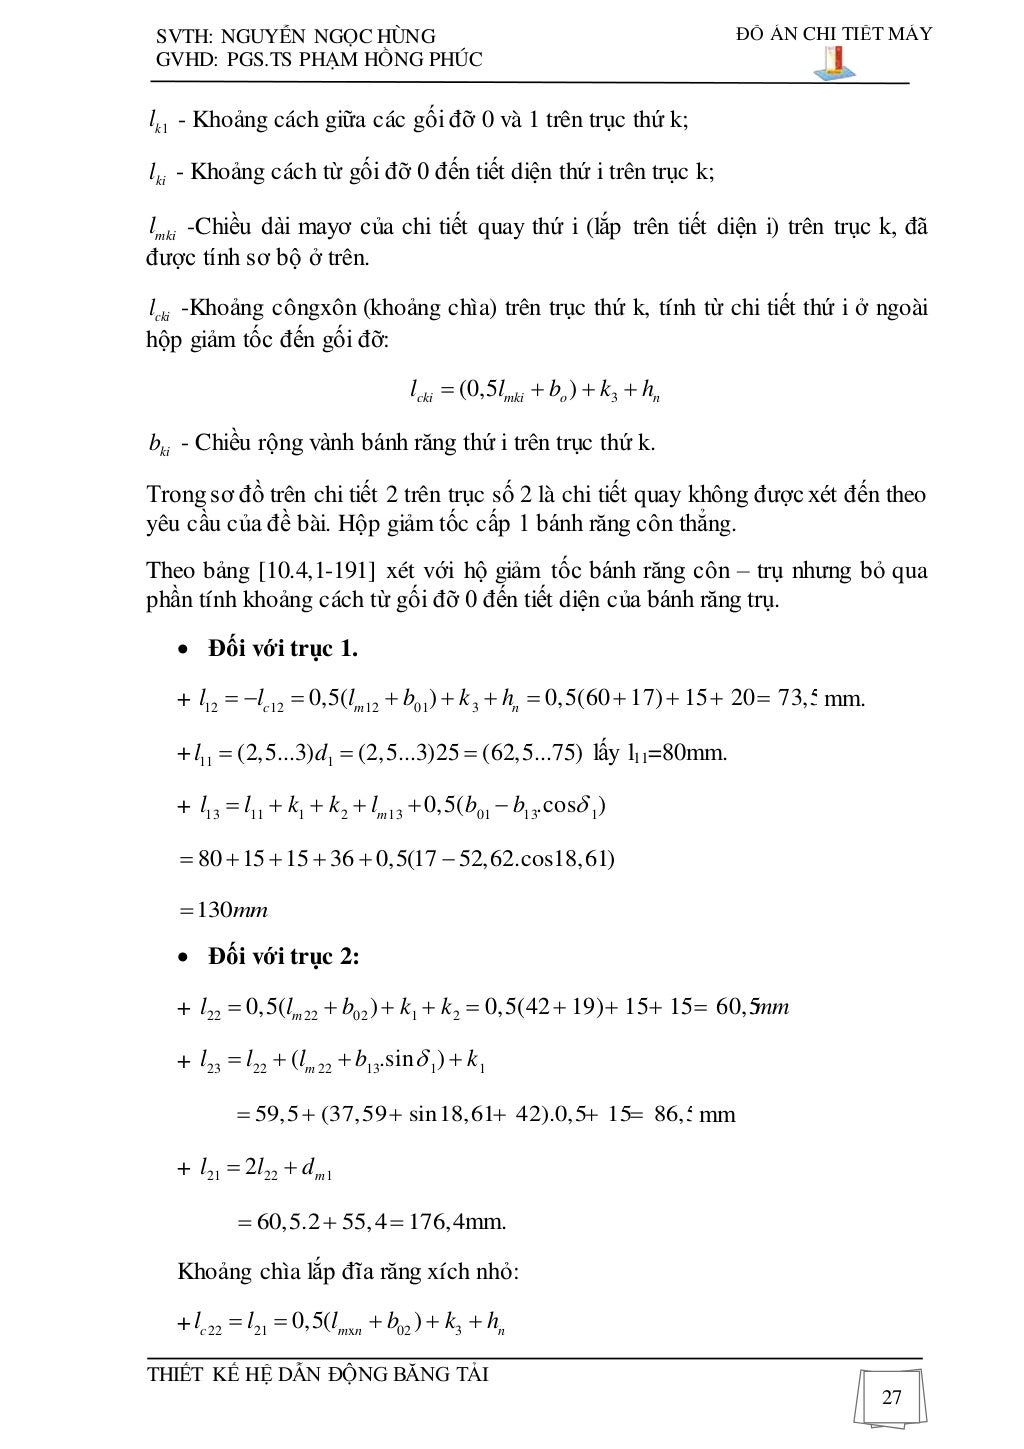 SVTH: NGUYỄN NGỌC HÙNG
ĐỒ ÁN CHI TIẾT MÁY
GVHD: PGS.TS PHẠM HỒNG PHÚC
l_{k1} - Khoảng cách giữa các gối đỡ 0 và 1 trên trục thứ k;
l_{ki} - Khoảng cách từ gối đỡ 0 đến tiết diện thứ i trên trục k;
l_{mki} -Chiều dài mayơ của chi tiết quay thứ i (lắp trên tiết diện i) trên trục k, đã
được tính sơ bộ ở trên.
l_{cki} -Khoảng côngxôn (khoảng chìa) trên trục thứ k, tính từ chi tiết thứ i ở ngoài
hộp giảm tốc đến gối đỡ:
l_{cki} = (0,5l_{mki} + b_o) + k_3 + h_n
b_{ki} - Chiều rộng vành bánh răng thứ i trên trục thứ k.
Trong sơ đồ trên chi tiết 2 trên trục số 2 là chi tiết quay không được xét đến theo
yêu cầu của đề bài. Hộp giảm tốc cấp 1 bánh răng côn thẳng.
Theo bảng [10.4,1-191] xét với hộ giảm tốc bánh răng côn – trụ nhưng bỏ qua
phần tính khoảng cách từ gối đỡ 0 đến tiết diện của bánh răng trụ.
• Đối với trục 1.
+ l_{12} = −l_{c12} = 0,5(l_{m12} + b_{01}) + k_3 + h_n = 0,5(60+17)+15+ 20= 73,5 mm.
+ l_{11} = (2,5...3)d_1 = (2,5...3)25 = (62,5...75) lấy l_{11}=80mm.
+ l_{13} = l_{11} + k_1 + k_2 + l_{m13} + 0,5(b_{01} − b_{13}.cosδ_1)
= 80+15+15+36+0,5(17−52,62.cos18,61)
=130mm
• Đối với trục 2:
+ l_{22} = 0,5(l_{m22} + b_{02}) + k_1 + k_2 = 0,5(42+19)+15+15= 60,5mm
+ l_{23} = l_{22} + (l_{m22} + b_{13}.sinδ_1) + k_1
= 59,5+ (37,59+ sin18,61+ 42).0,5+ 15= 86,5 mm
+ l_{21} = 2l_{22} + d_{m1}
= 60,5.2+ 55,4=176,4mm.
Khoảng chìa lắp đĩa răng xích nhỏ:
+ l_{c22} = l_{21} = 0,5(l_{mxn} + b_{02}) + k_3 + h_n
THIẾT KẾ HỆ DẪN ĐỘNG BĂNG TẢI
27